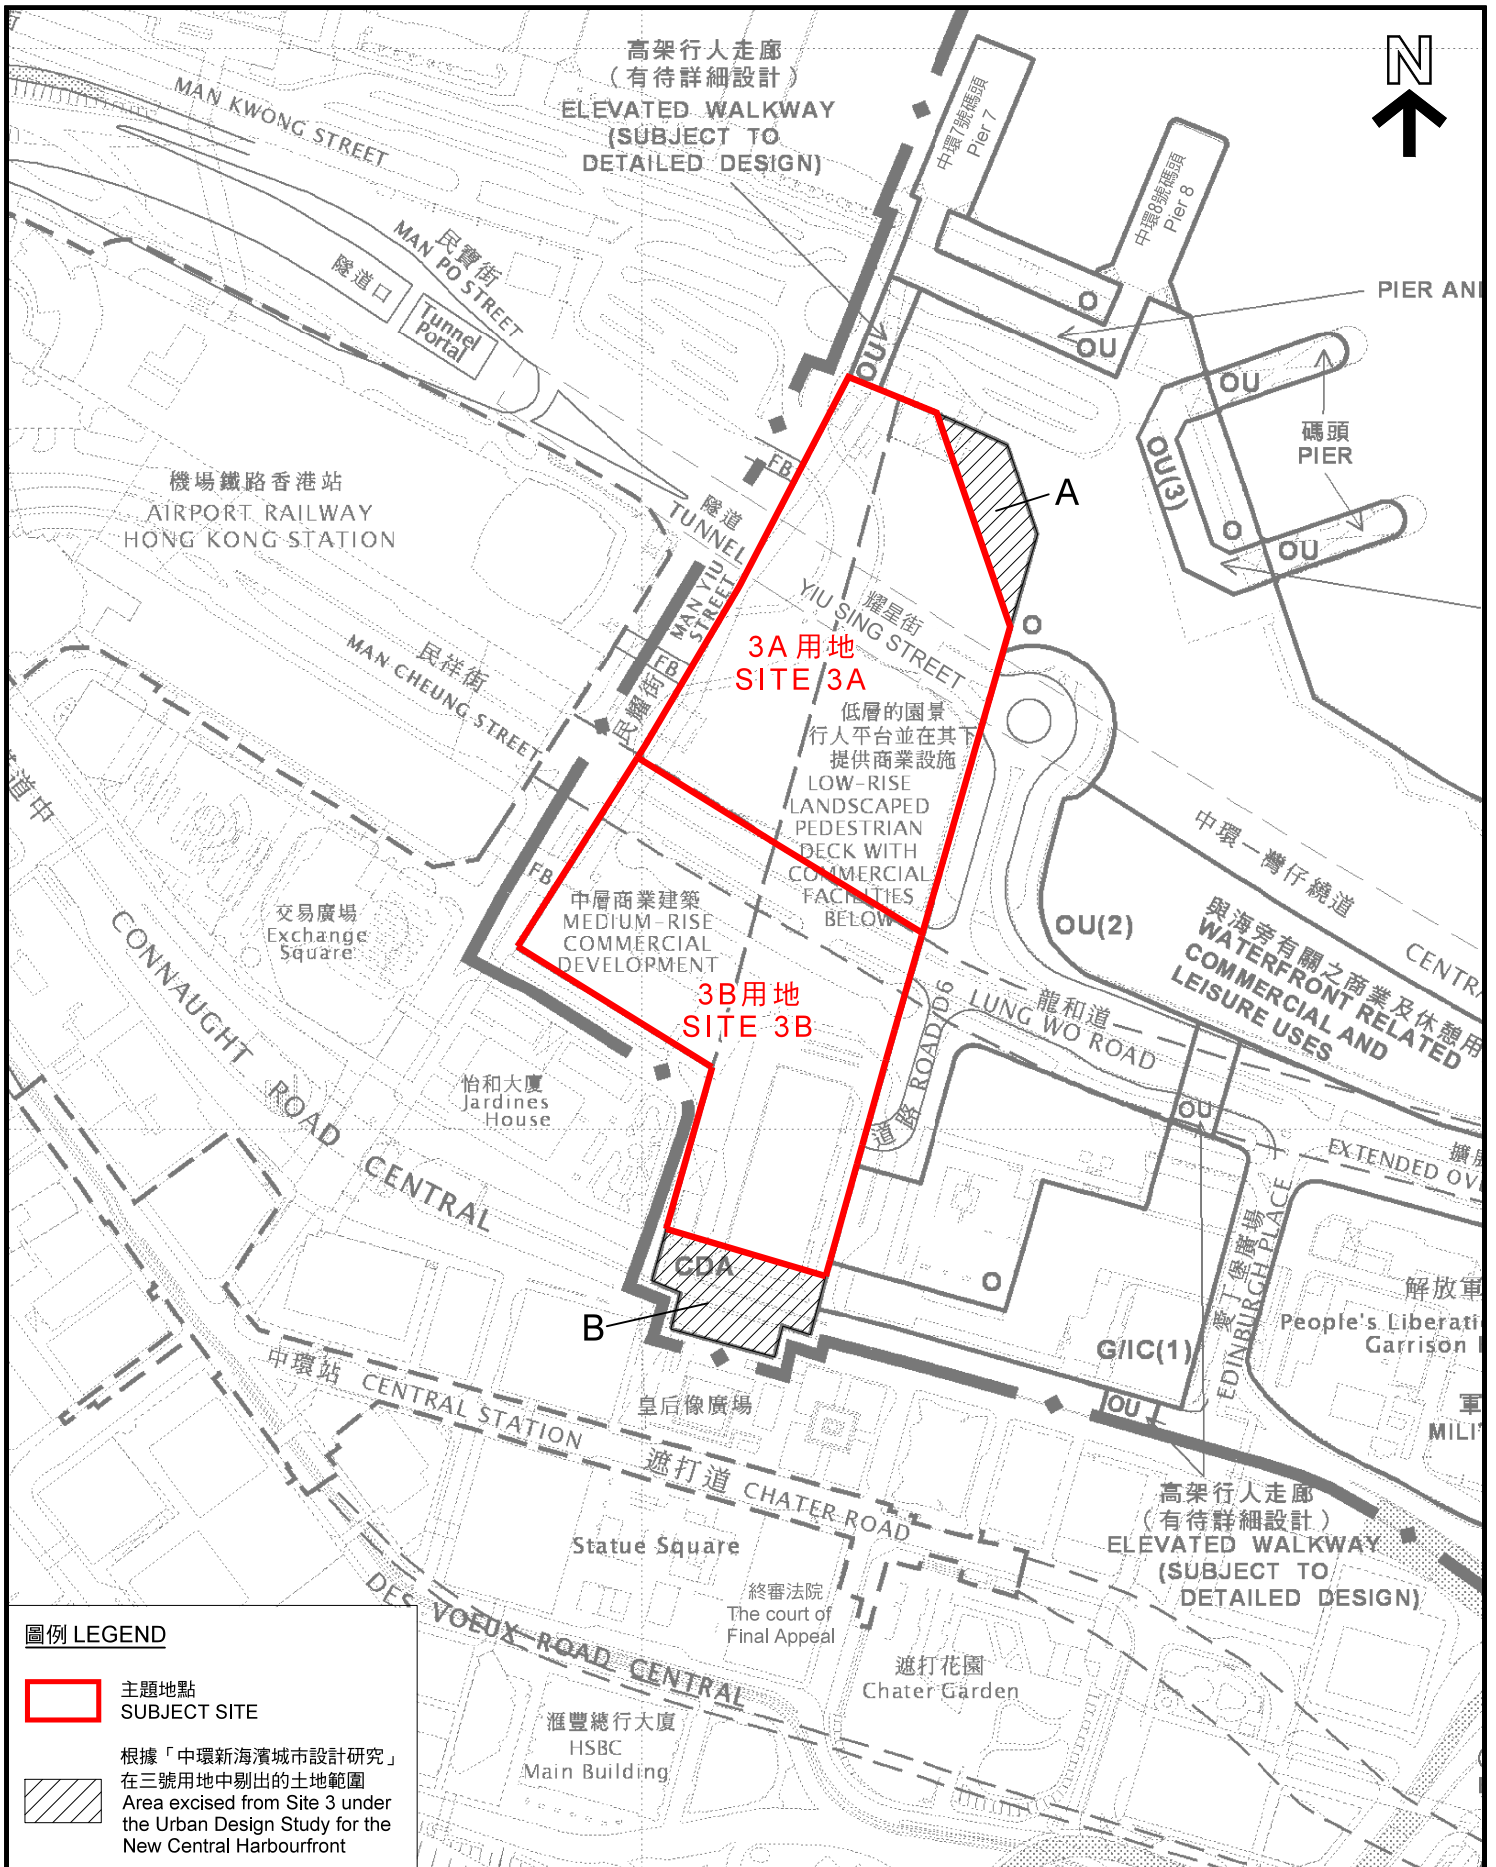 高架行人走廊
（有待詳細設計）
ELEVATED WALKWAY
(SUBJECT TO
DETAILED DESIGN)
N
MAN KWONG STREET
中環7號碼頭
Pier 7
中環8號碼頭
Pier 8
民寶街
MAN PO STREET
隧道口
Tunnel
Portal
O
OU
PIER AN
OU
OU
碼頭
PIER
OU(3)
O
OU
機場鐵路香港站
AIRPORT RAILWAY
HONG KONG STATION
FB
A
隧道
TUNNEL
MAN YIU
STREET
耀星街
YIU SING STREET
O
3A 用地
SITE 3A
民祥街
MAN CHEUNG STREET
FB
民耀街
低層的園景
行人平台並在其下
提供商業設施
LOW-RISE
LANDSCAPED
PEDESTRIAN
DECK WITH
COMMERCIAL
FACILITIES
BELOW
道中
中環－灣仔繞道
CENTRA
FB
中層商業建築
MEDIUM-RISE
COMMERCIAL
DEVELOPMENT
交易廣場
Exchange
Square
OU(2)
與海旁有關之商業及休憩用
WATERFRONT RELATED
COMMERCIAL AND
LEISURE USES
CONNAUGHT ROAD CENTRAL
3B用地
SITE 3B
龍和道
LUNG WO ROAD
道路 ROAD D6
怡和大廈
Jardines
House
OU
EXTENDED OV
愛丁堡廣場
EDINBURGH PLACE
CDA
O
解放軍
People's Liberati
Garrison
B
G/IC(1)
中環站 CENTRAL STATION
皇后像廣場
OU
軍
MILI
遮打道 CHATER ROAD
高架行人走廊
（有待詳細設計）
ELEVATED WALKWAY
(SUBJECT TO
DETAILED DESIGN)
Statue Square
終審法院
The court of
Final Appeal
DES VOEUX ROAD CENTRAL
遮打花園
Chater Garden
滙豐總行大廈
HSBC
Main Building
圖例 LEGEND
主題地點
SUBJECT SITE
根據「中環新海濱城市設計研究」
在三號用地中剔出的土地範圍
Area excised from Site 3 under
the Urban Design Study for the
New Central Harbourfront